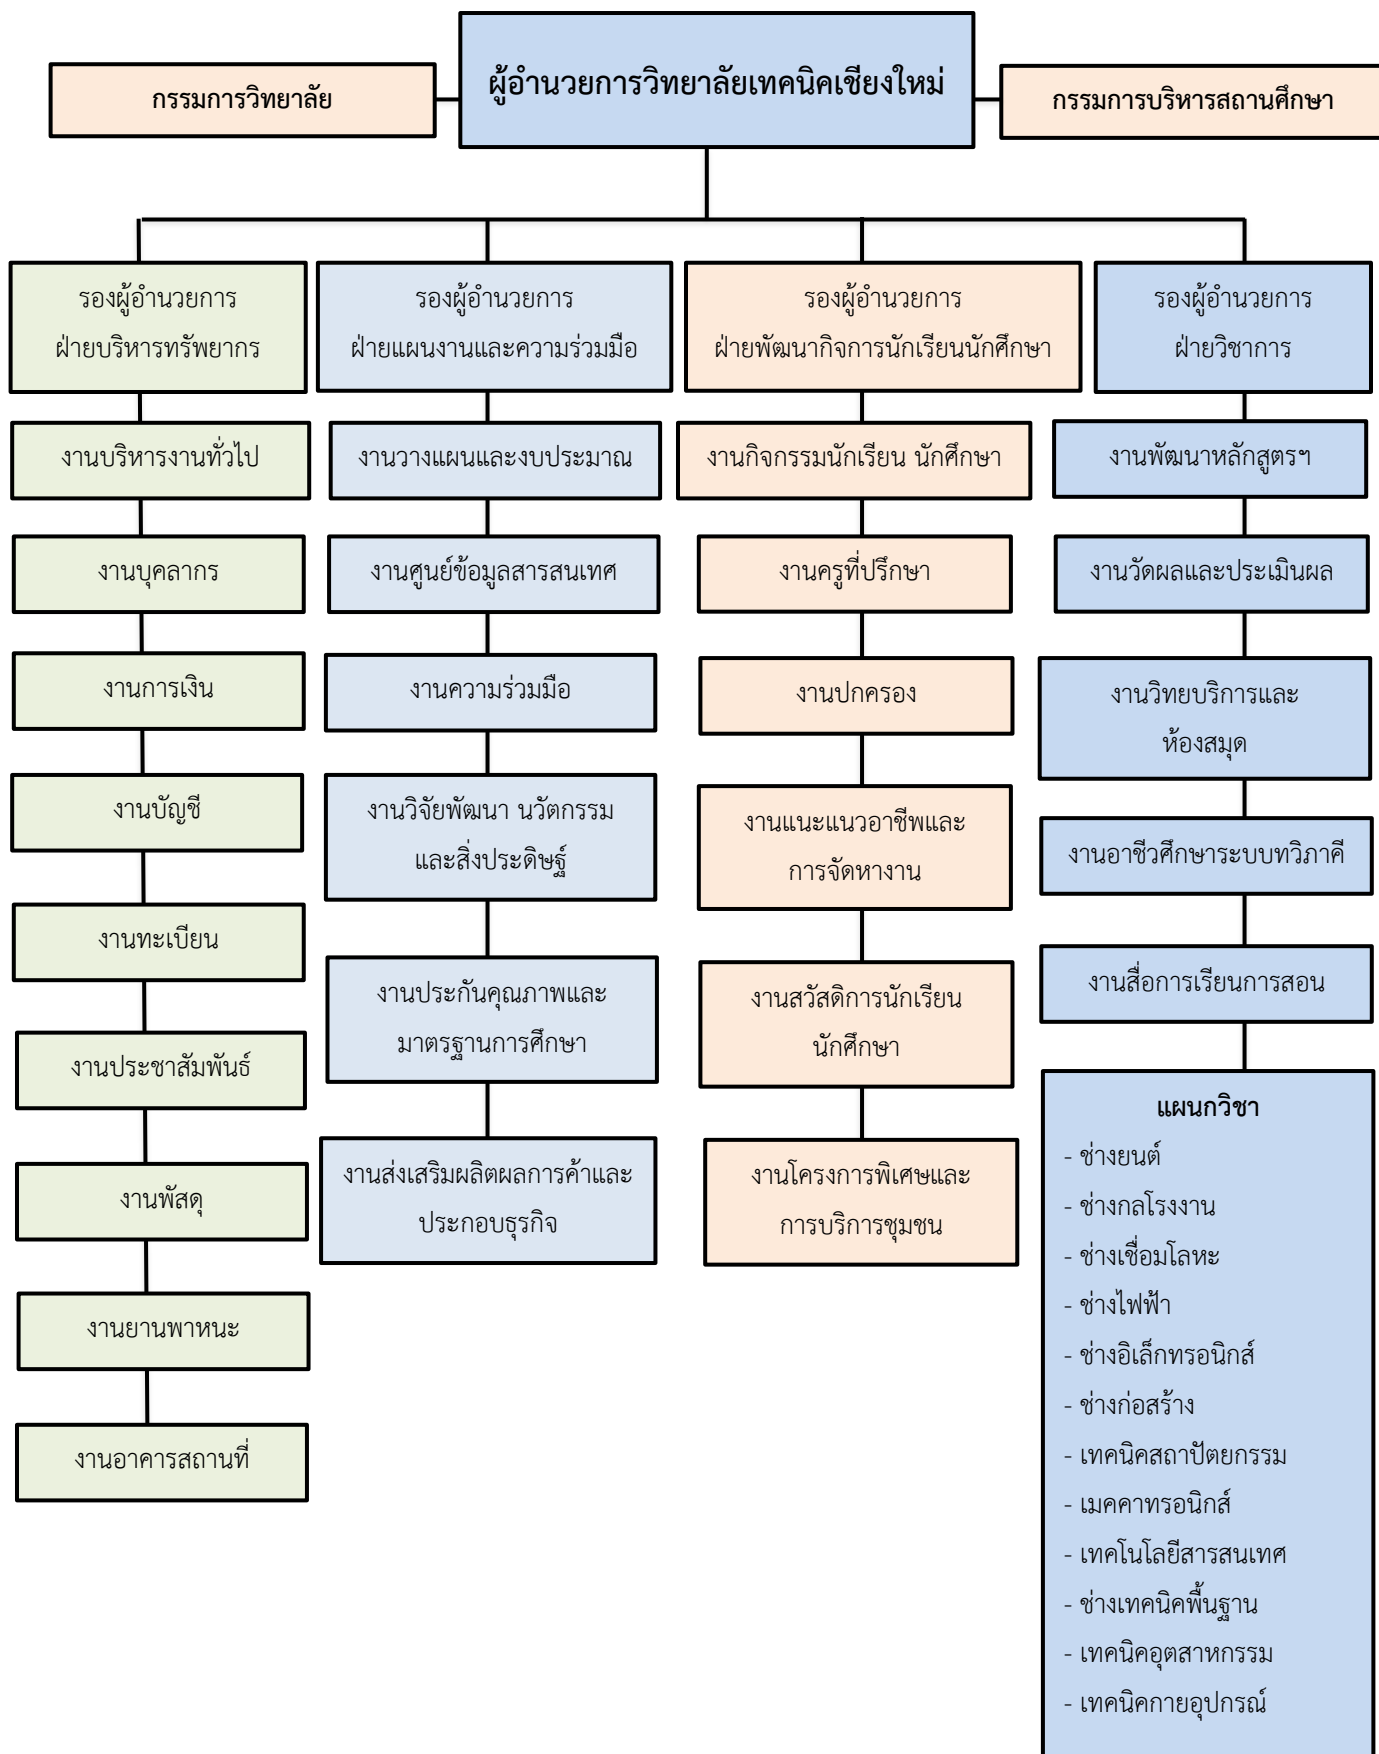 ผู้อำนวยการวิทยาลัยเทคนิคเชียงใหม่
กรรมการวิทยาลัย
กรรมการบริหารสถานศึกษา
รองผู้อำนวยการ
ฝ่ายบริหารทรัพยากร
งานบริหารงานทั่วไป
งานบุคลากร
งานการเงิน
งานบัญชี
งานทะเบียน
งานประชาสัมพันธ์
งานพัสดุ
งานยานพาหนะ
งานอาคารสถานที่
รองผู้อำนวยการ
ฝ่ายแผนงานและความร่วมมือ
งานวางแผนและงบประมาณ
งานศูนย์ข้อมูลสารสนเทศ
งานความร่วมมือ
งานวิจัยพัฒนา นวัตกรรม
และสิ่งประดิษฐ์
งานประกันคุณภาพและ
มาตรฐานการศึกษา
งานส่งเสริมผลิตผลการค้าและ
ประกอบธุรกิจ
รองผู้อำนวยการ
ฝ่ายพัฒนากิจการนักเรียนนักศึกษา
งานกิจกรรมนักเรียน นักศึกษา
งานครูที่ปรึกษา
งานปกครอง
งานแนะแนวอาชีพและ
การจัดหางาน
งานสวัสดิการนักเรียน
นักศึกษา
งานโครงการพิเศษและ
การบริการชุมชน
รองผู้อำนวยการ
ฝ่ายวิชาการ
งานพัฒนาหลักสูตรฯ
งานวัดผลและประเมินผล
งานวิทยบริการและ
ห้องสมุด
งานอาชีวศึกษาระบบทวิภาคี
งานสื่อการเรียนการสอน
แผนกวิชา
- ช่างยนต์
- ช่างกลโรงงาน
- ช่างเชื่อมโลหะ
- ช่างไฟฟ้า
- ช่างอิเล็กทรอนิกส์
- ช่างก่อสร้าง
- เทคนิคสถาปัตยกรรม
- เมคคาทรอนิกส์
- เทคโนโลยีสารสนเทศ
- ช่างเทคนิคพื้นฐาน
- เทคนิคอุตสาหกรรม
- เทคนิคกายอุปกรณ์